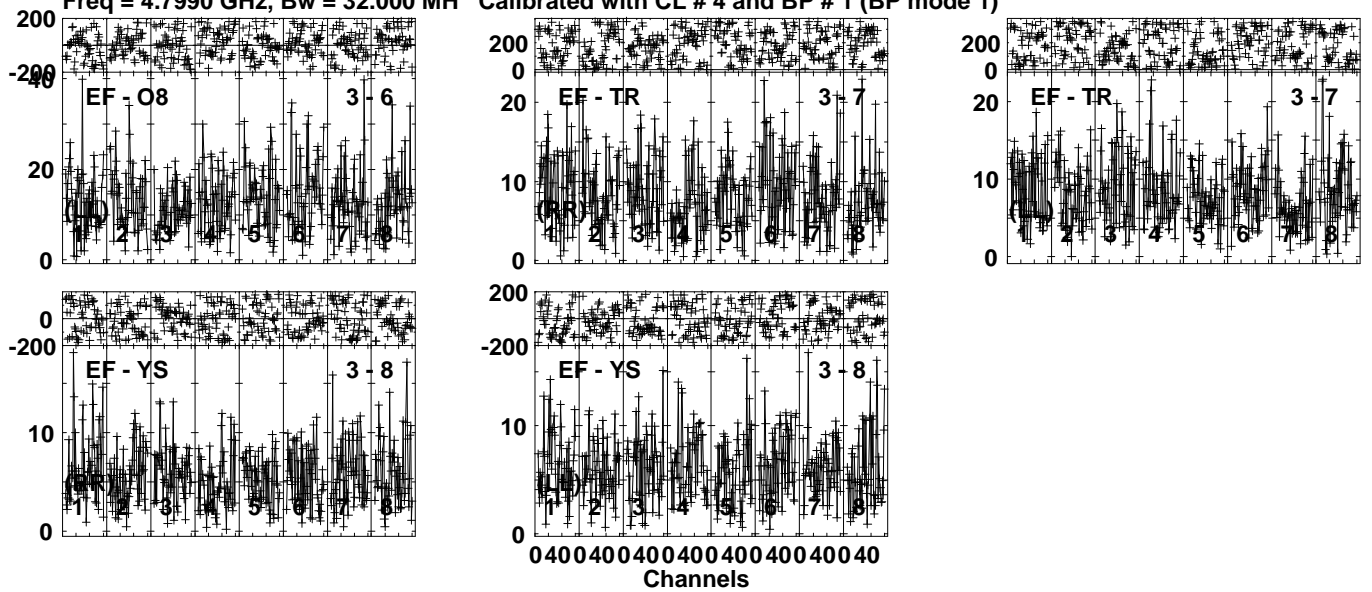 Freq = 4.7990 GHz, Bw = 32.000 MH Calibrated with CL # 4 and BP # 1 (BP mode 1)
200
-200
200
0
200
0
40
20
0
EF - O8 3 - 6
(LL)
1 2 3 4 5 6 7 8
20
10
0
EF - TR 3 - 7
(RR)
1 2 3 4 5 6 7 8
20
10
0
EF - TR 3 - 7
(LL)
1 2 3 4 5 6 7 8
0
-200
200
-200
10
0
EF - YS 3 - 8
(RR)
1 2 3 4 5 6 7 8
10
0
EF - YS 3 - 8
(LL)
1 2 3 4 5 6 7 8
0 40 0 40 0 40 0 40 0 40 0 40 0 40 0 40
Channels